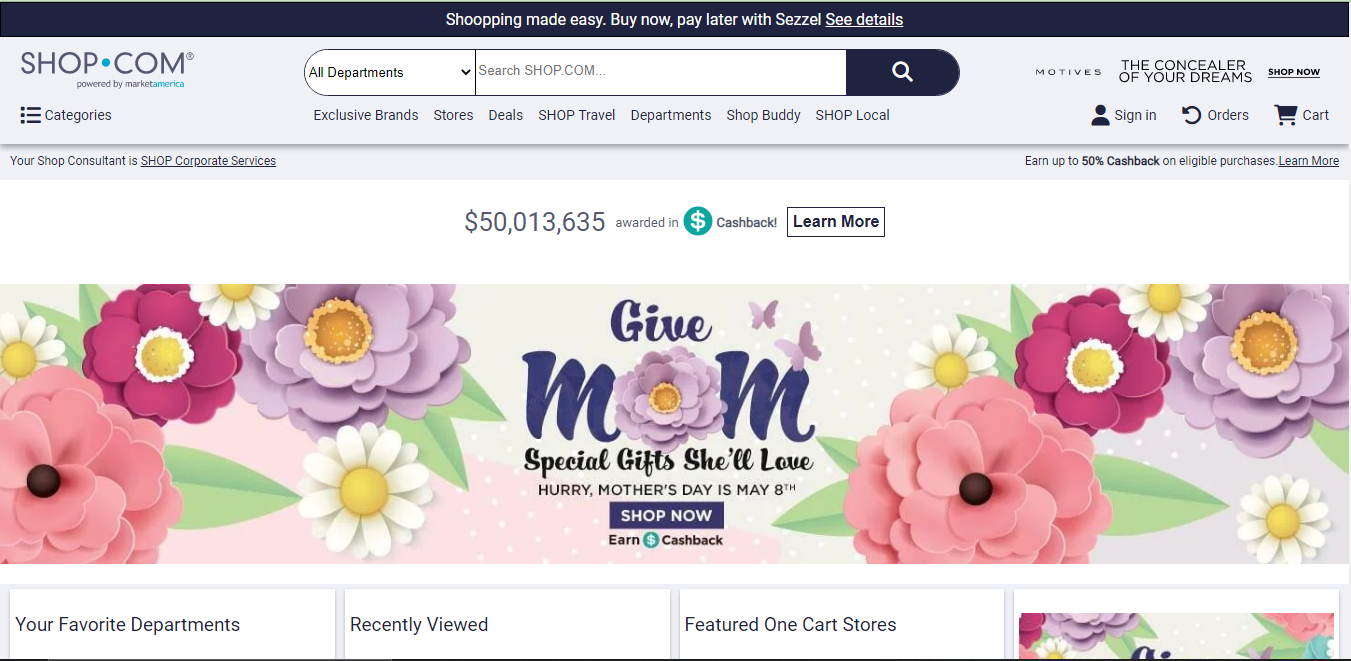 Shoopping made easy. Buy now, pay later with Sezzel See details
SHOP•COM®
powered by marketamerica
All Departments
Search SHOP.COM...
MOTIVES
THE CONCEALER
OF YOUR DREAMS
SHOP NOW
Categories
Exclusive Brands Stores Deals SHOP Travel Departments Shop Buddy SHOP Local
Sign in Orders Cart
Your Shop Consultant is SHOP Corporate Services
Earn up to 50% Cashback on eligible purchases.Learn More
$50,013,635 awarded in $ Cashback! Learn More
Give
MOM
Special Gifts She'll Love
HURRY, MOTHER'S DAY IS MAY 8TH
SHOP NOW
Earn $ Cashback
Your Favorite Departments
Recently Viewed
Featured One Cart Stores